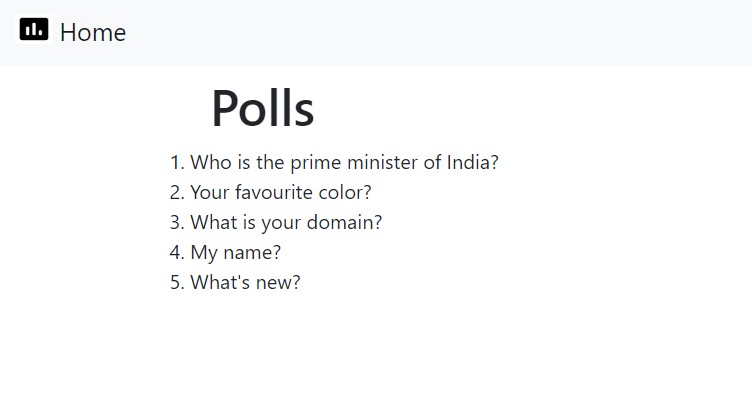 Home
Polls
1. Who is the prime minister of India?
2. Your favourite color?
3. What is your domain?
4. My name?
5. What's new?